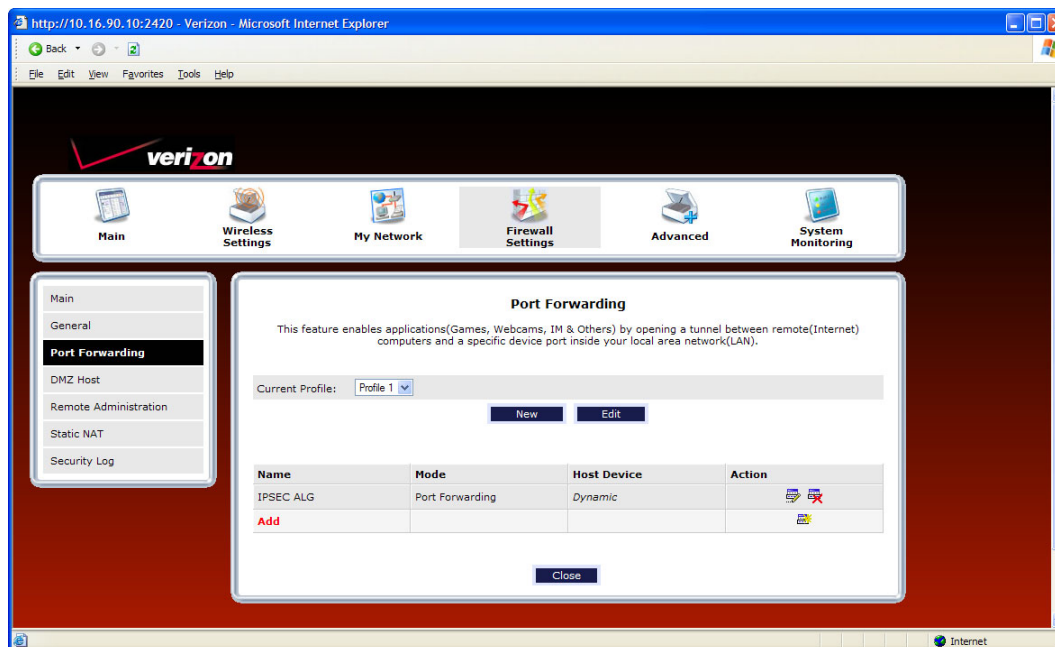 http://10.16.90.10:2420 - Verizon - Microsoft Internet Explorer
Back
File Edit View Favorites Tools Help
verizon
Main
Wireless Settings
My Network
Firewall Settings
Advanced
System Monitoring
Main
General
Port Forwarding
DMZ Host
Remote Administration
Static NAT
Security Log
Port Forwarding
This feature enables applications(Games, Webcams, IM & Others) by opening a tunnel between remote(Internet)
computers and a specific device port inside your local area network(LAN).
Current Profile: Profile 1
New Edit
Name Mode Host Device Action
IPSEC ALG Port Forwarding Dynamic
Add
Close
Internet